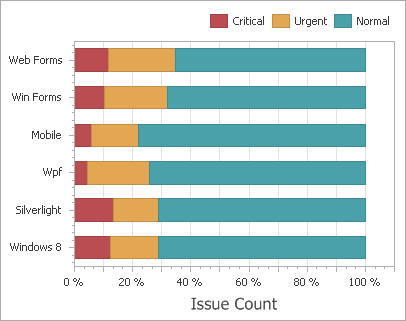 Critical Urgent Normal
Web Forms
Win Forms
Mobile
Wpf
Silverlight
Windows 8
0 % 20 % 40 % 60 % 80 % 100 %
Issue Count